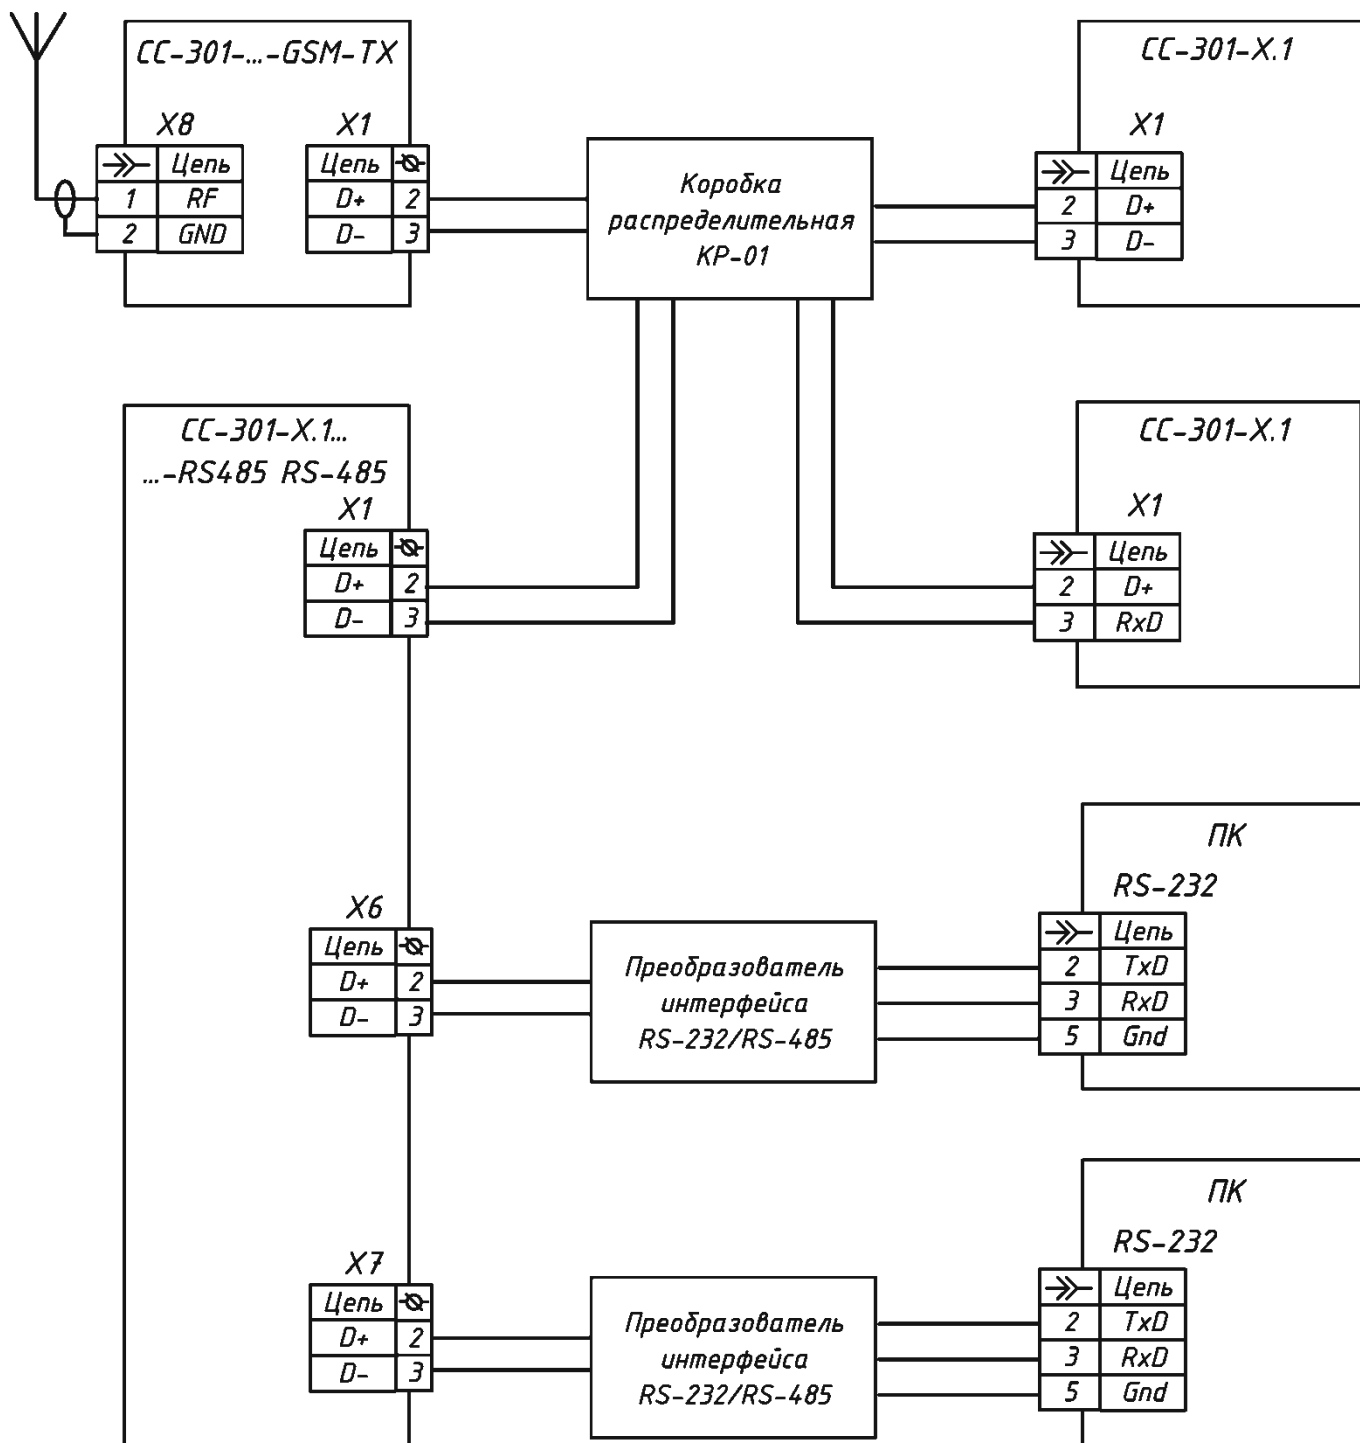 СС-301-...-GSM-TX
X8
Цепь
1 RF
2 GND
X1
Цепь
D+ 2
D- 3
Коробка
распределительная
КР-01
СС-301-X.1
X1
Цепь
2 D+
3 D-
СС-301-X.1...
...-RS485 RS-485
X1
Цепь
D+ 2
D- 3
СС-301-X.1
X1
Цепь
2 D+
3 RxD
X6
Цепь
D+ 2
D- 3
Преобразователь
интерфейса
RS-232/RS-485
ПК
RS-232
Цепь
2 TxD
3 RxD
5 Gnd
X7
Цепь
D+ 2
D- 3
Преобразователь
интерфейса
RS-232/RS-485
ПК
RS-232
Цепь
2 TxD
3 RxD
5 Gnd